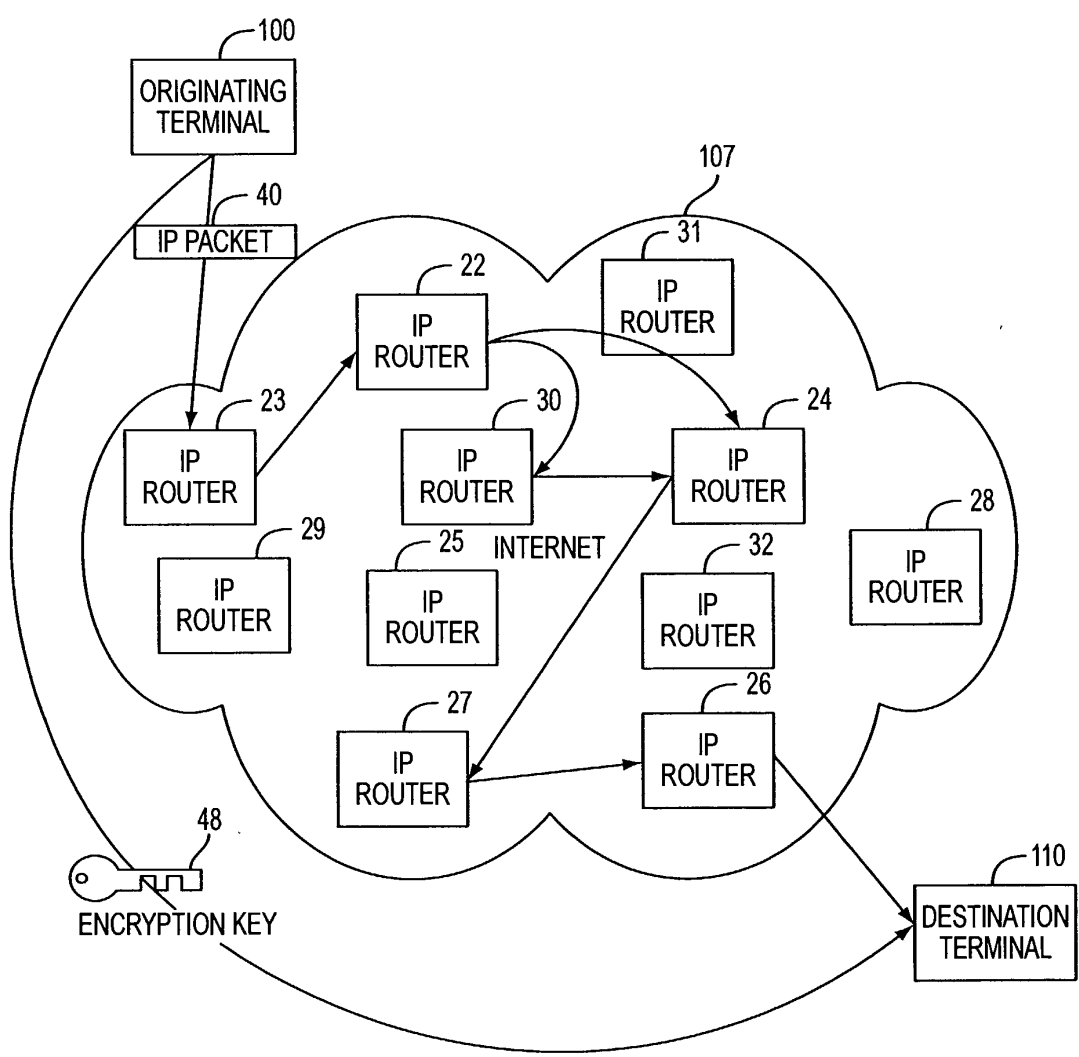 100
ORIGINATING
TERMINAL
40
IP PACKET
107
31
IP
ROUTER
22
IP
ROUTER
23
IP
ROUTER
30
IP
ROUTER
24
IP
ROUTER
INTERNET
29
IP
ROUTER
25
IP
ROUTER
32
IP
ROUTER
28
IP
ROUTER
27
IP
ROUTER
26
IP
ROUTER
48
ENCRYPTION KEY
110
DESTINATION
TERMINAL